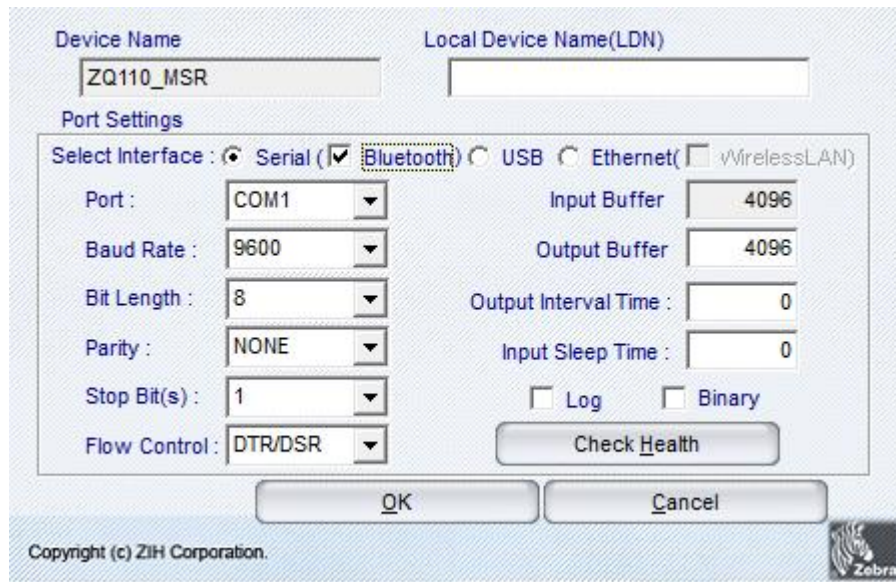 Device Name Local Device Name(LDN)
ZQ110_MSR
Port Settings
Select Interface : Serial ( Bluetooth) USB Ethernet( WirelessLAN)
Port : COM1 Input Buffer 4096
Baud Rate : 9600 Output Buffer 4096
Bit Length : 8 Output Interval Time : 0
Parity : NONE Input Sleep Time : 0
Stop Bit(s) : 1 Log Binary
Flow Control : DTR/DSR Check Health
OK Cancel
Copyright (c) ZIH Corporation.
Zebra